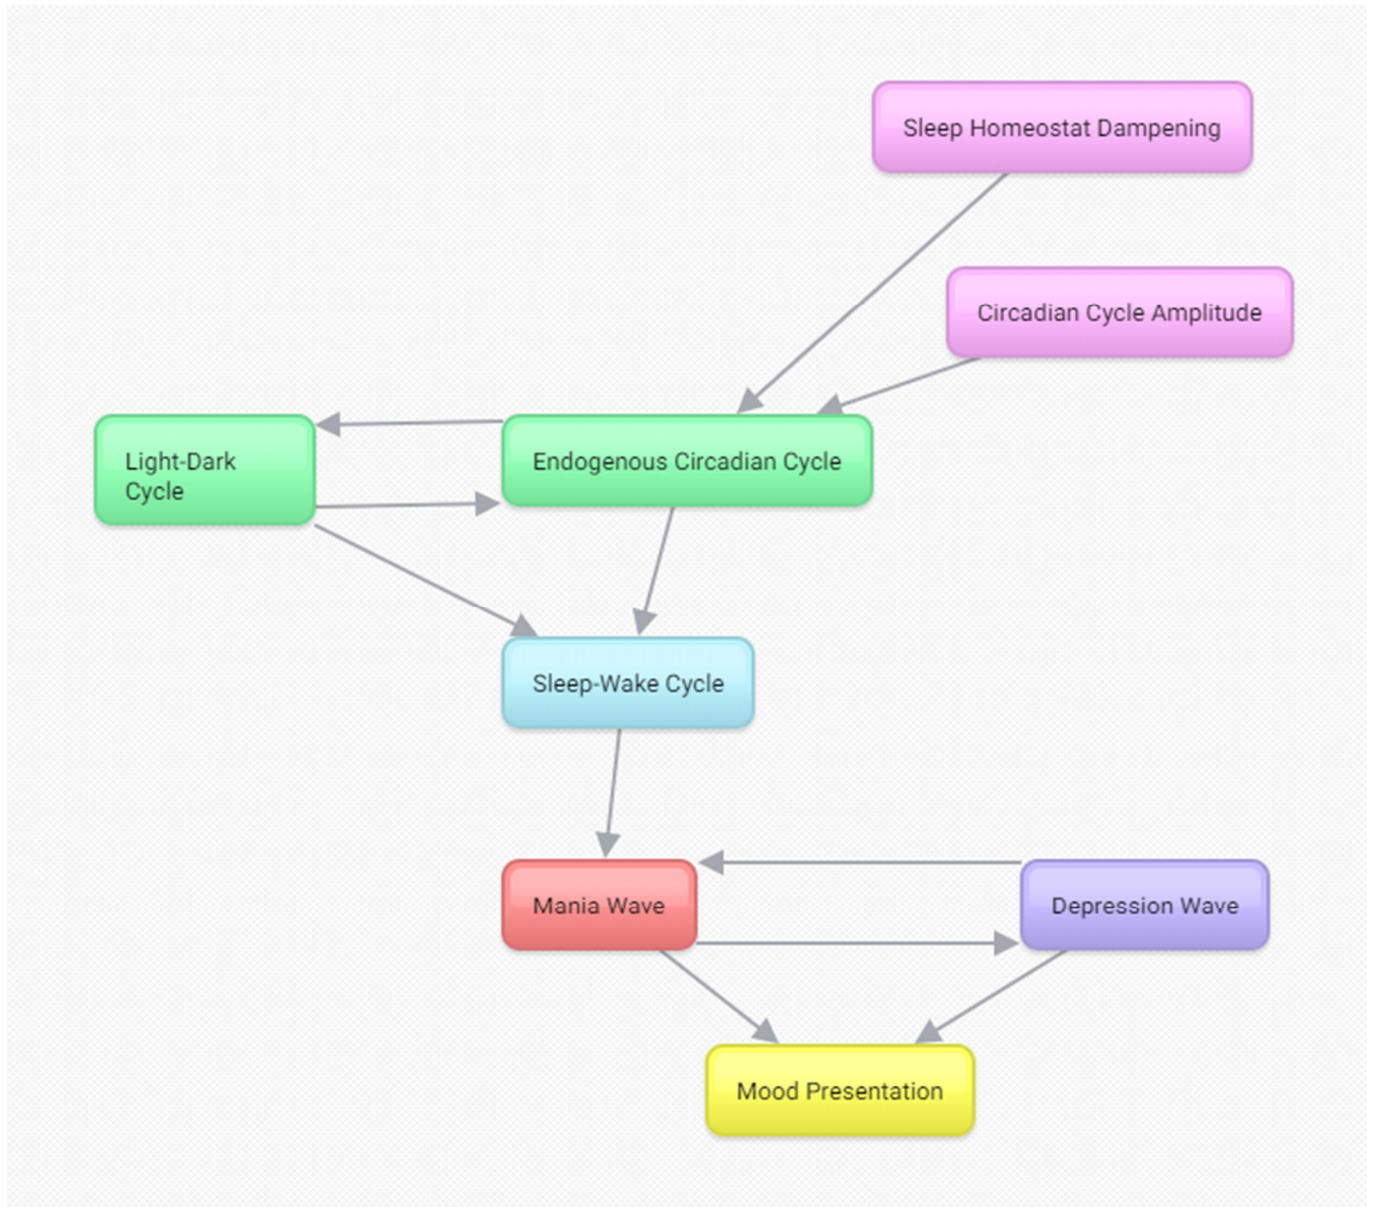 Sleep Homeostat Dampening
Circadian Cycle Amplitude
Light-Dark
Cycle
Endogenous Circadian Cycle
Sleep-Wake Cycle
Mania Wave
Depression Wave
Mood Presentation